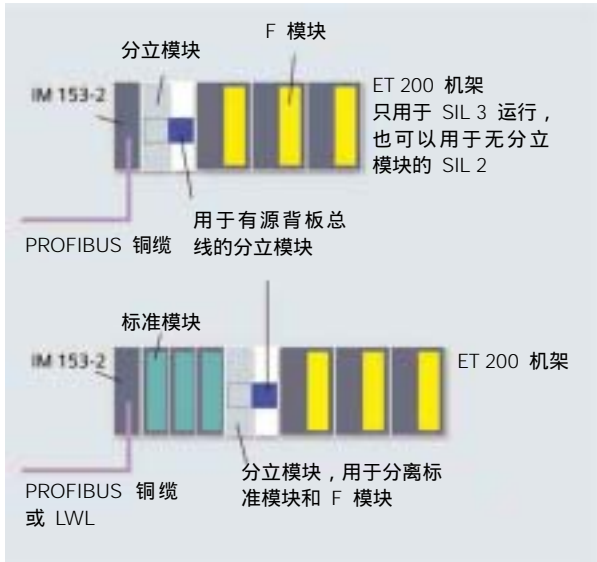 F 模块
分立模块
IM 153-2
ET 200 机架
只用于 SIL 3 运行，
也可以用于无分立
模块的 SIL 2
用于有源背板总
线的分立模块
PROFIBUS 铜缆
标准模块
IM 153-2
ET 200 机架
分立模块，用于分离标
准模块和 F 模块
PROFIBUS 铜缆
或 LWL